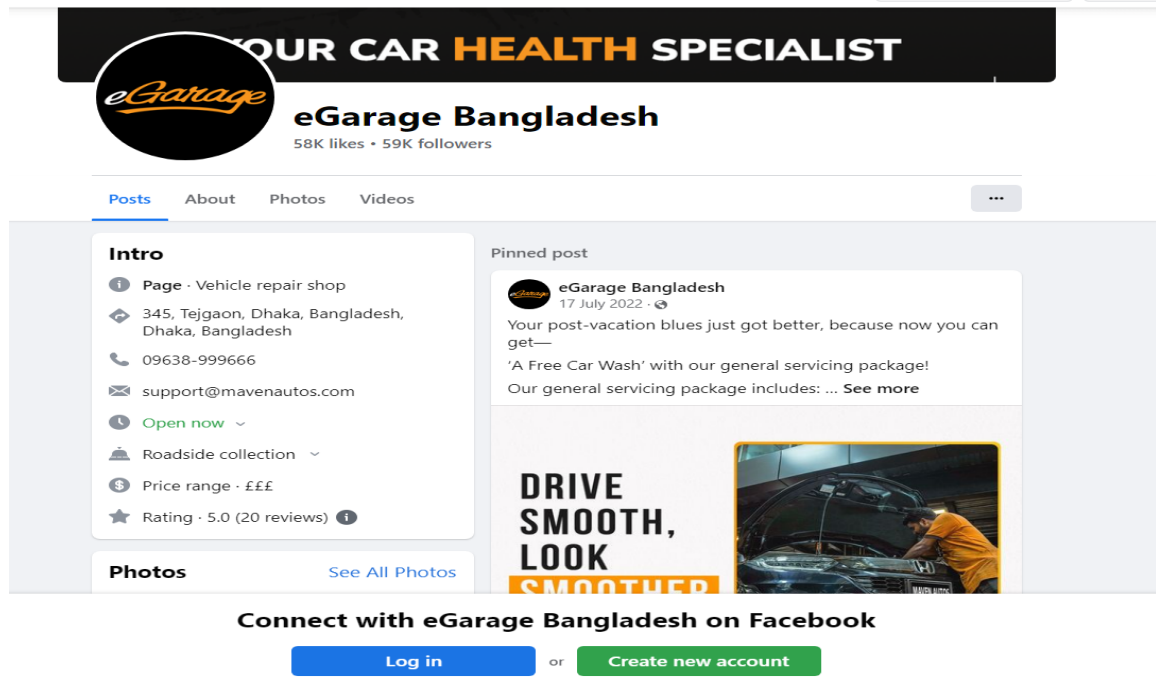 YOUR CAR HEALTH SPECIALIST
eGarage
eGarage Bangladesh
58K likes • 59K followers
Posts About Photos Videos
Intro
Page · Vehicle repair shop
345, Tejgaon, Dhaka, Bangladesh,
Dhaka, Bangladesh
09638-999666
support@mavenautos.com
Open now
Roadside collection
Price range · £££
Rating · 5.0 (20 reviews)
Photos
See All Photos
Pinned post
eGarage
eGarage Bangladesh
17 July 2022 ·
Your post-vacation blues just got better, because now you can
get—
‘A Free Car Wash’ with our general servicing package!
Our general servicing package includes: ... See more
DRIVE
SMOOTH,
LOOK
SMOOTHER
MAVEN AUTOS
Connect with eGarage Bangladesh on Facebook
Log in or Create new account